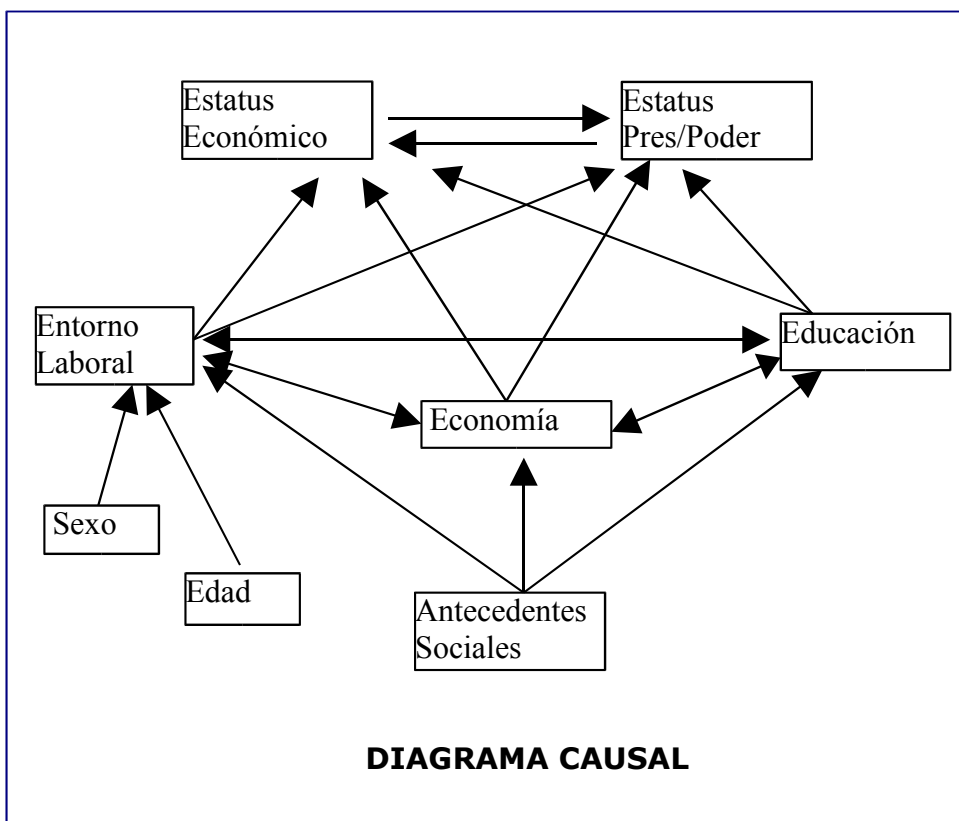 Estatus
Económico
Estatus
Pres/Poder
Entorno
Laboral
Educación
Economía
Sexo
Edad
Antecedentes
Sociales
DIAGRAMA CAUSAL